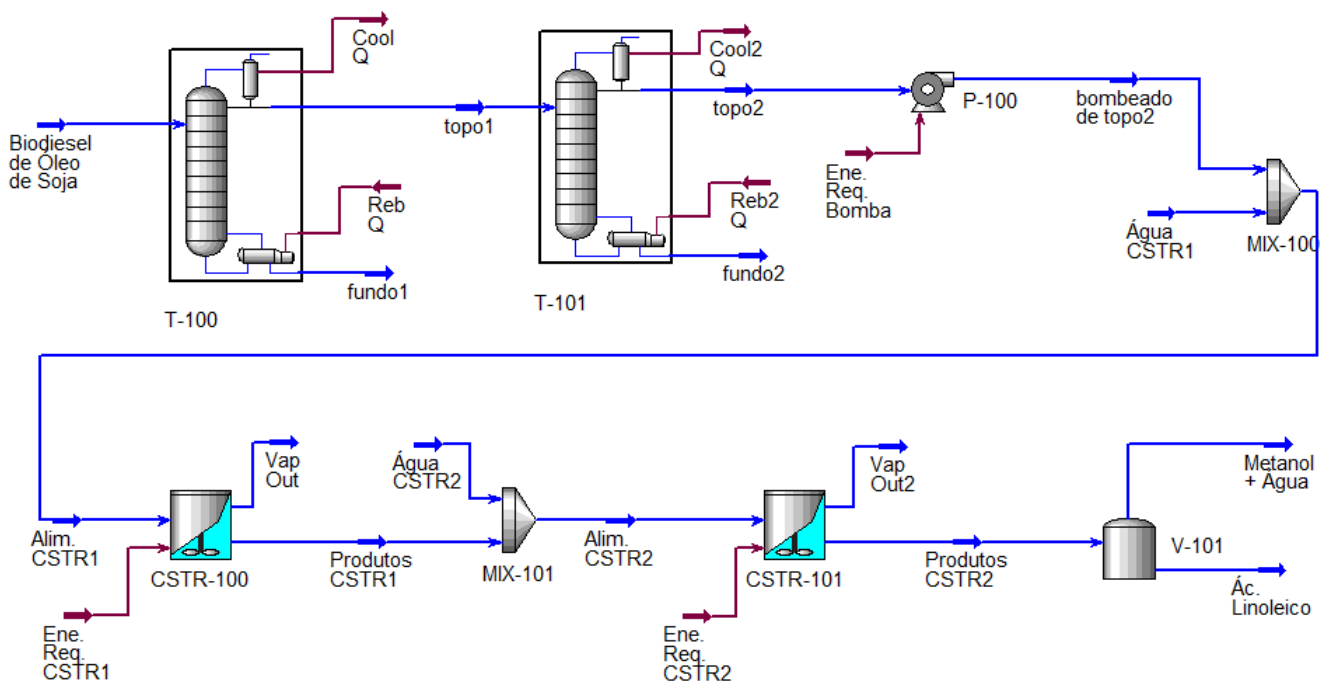 Cool
Q
Biodiesel
de Óleo
de Soja
topo1
Reb
Q
fundo1
T-100
Cool2
Q
topo2
Reb2
Q
fundo2
T-101
P-100
Ene.
Req.
Bomba
bombeado
de topo2
Água
CSTR1
MIX-100
Alim.
CSTR1
Ene.
Req.
CSTR1
CSTR-100
Vap
Out
Produtos
CSTR1
Água
CSTR2
MIX-101
Alim.
CSTR2
Ene.
Req.
CSTR2
CSTR-101
Vap
Out2
Produtos
CSTR2
Metanol
+ Água
V-101
Ác.
Linoleico